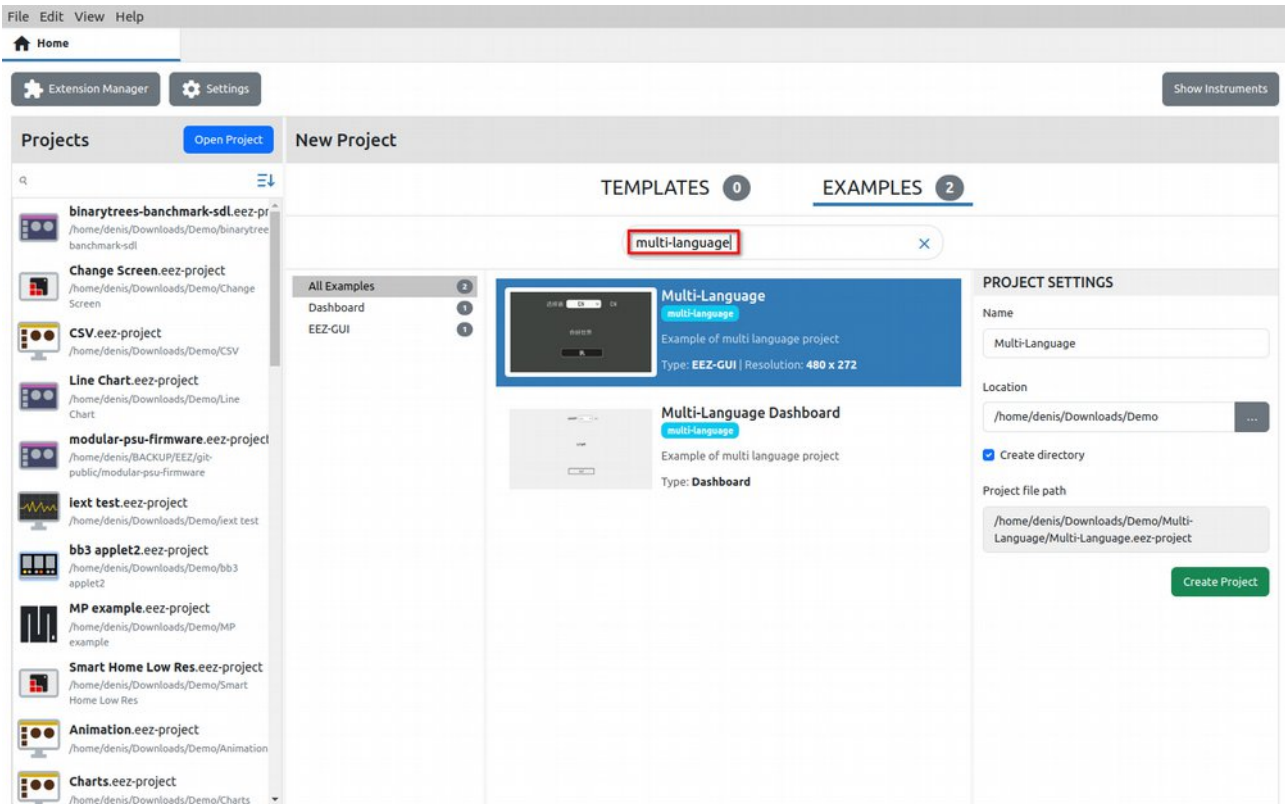 File Edit View Help
Home
Extension Manager
Settings
Show Instruments
Projects
Open Project
New Project
TEMPLATES 0
EXAMPLES 2
multi-language
binarytrees-banchmark-sdl.eez-pr
/home/denis/Downloads/Demo/binarytree
banchmark-sdl
Change Screen.eez-project
/home/denis/Downloads/Demo/Change
Screen
CSV.eez-project
/home/denis/Downloads/Demo/CSV
Line Chart.eez-project
/home/denis/Downloads/Demo/Line
Chart
modular-psu-firmware.eez-project
/home/denis/BACKUP/EEZ/git-
public/modular-psu-firmware
iext test.eez-project
/home/denis/Downloads/Demo/iext test
bb3 applet2.eez-project
/home/denis/Downloads/Demo/bb3
applet2
MP example.eez-project
/home/denis/Downloads/Demo/MP
example
Smart Home Low Res.eez-project
/home/denis/Downloads/Demo/Smart
Home Low Res
Animation.eez-project
/home/denis/Downloads/Demo/Animation
Charts.eez-project
/home/denis/Downloads/Demo/Charts
All Examples 2
Dashboard 1
EEZ-GUI 1
Multi-Language
multi-language
Example of multi language project
Type: EEZ-GUI | Resolution: 480 x 272
Multi-Language Dashboard
multi-language
Example of multi language project
Type: Dashboard
PROJECT SETTINGS
Name
Multi-Language
Location
/home/denis/Downloads/Demo
...
Create directory
Project file path
/home/denis/Downloads/Demo/Multi-
Language/Multi-Language.eez-project
Create Project